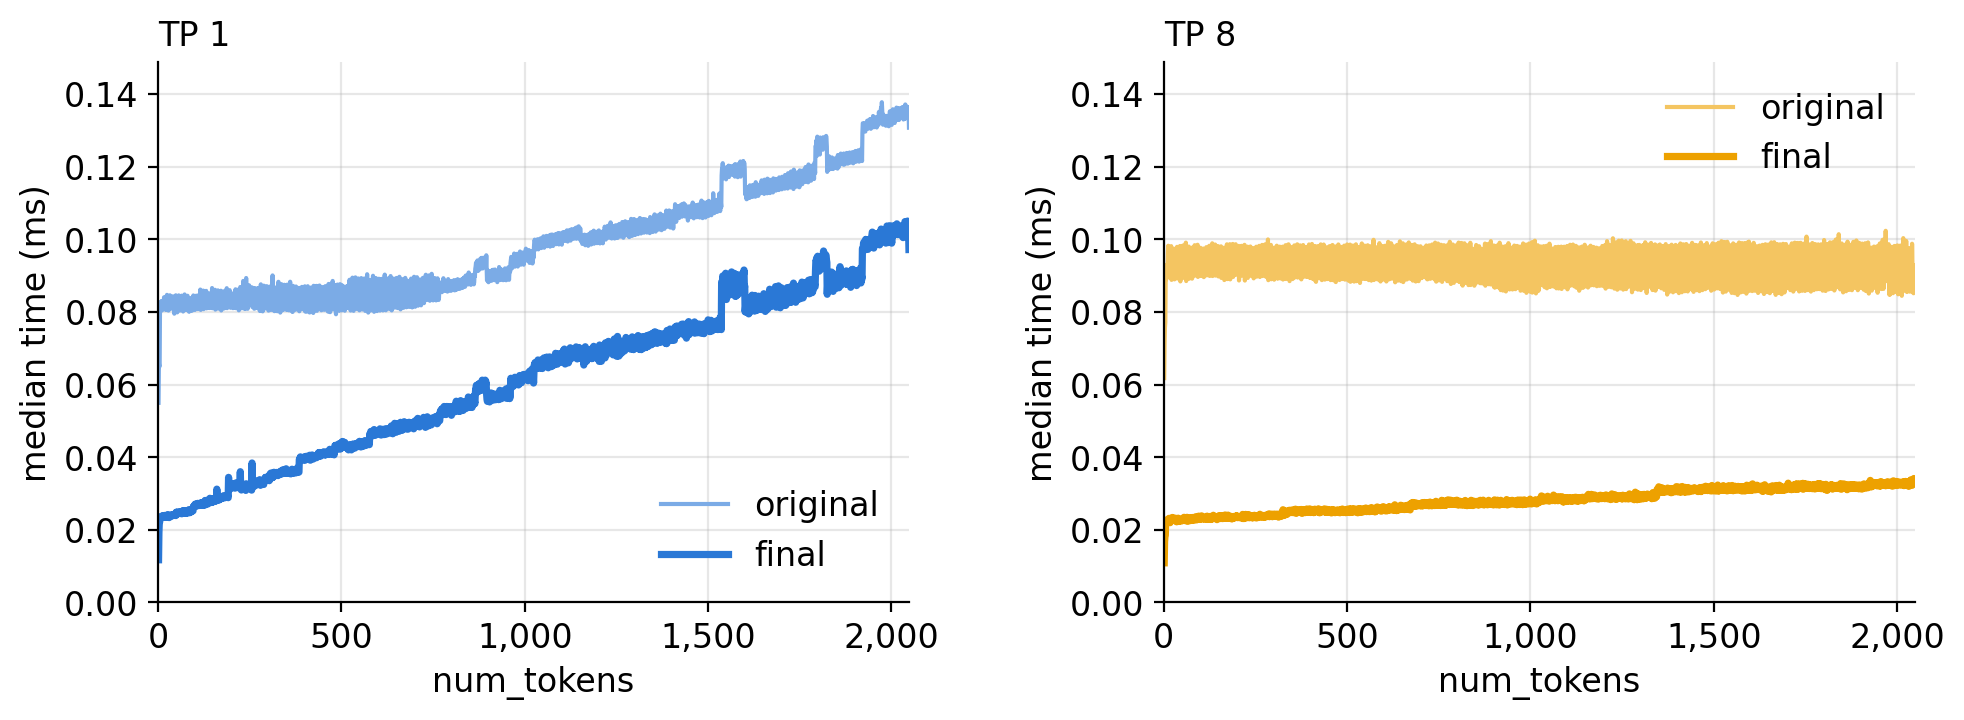 TP 1
median time (ms)
0.14
0.12
0.10
0.08
0.06
0.04
0.02
0.00
original
final
0
500
1,000
1,500
2,000
num_tokens
TP 8
median time (ms)
0.14
0.12
0.10
0.08
0.06
0.04
0.02
0.00
original
final
0
500
1,000
1,500
2,000
num_tokens